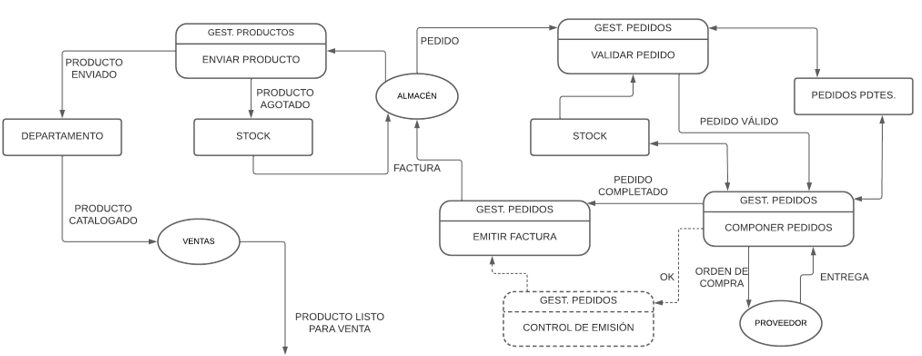 GEST. PRODUCTOS
ENVIAR PRODUCTO
PRODUCTO
ENVIADO
PRODUCTO
AGOTADO
DEPARTAMENTO
STOCK
ALMACÉN
PEDIDO
GEST. PEDIDOS
VALIDAR PEDIDO
PEDIDOS PDTES.
STOCK
PEDIDO VÁLIDO
FACTURA
PEDIDO
COMPLETADO
GEST. PEDIDOS
COMPONER PEDIDOS
GEST. PEDIDOS
EMITIR FACTURA
PRODUCTO
CATALOGADO
VENTAS
OK
ORDEN DE
COMPRA
ENTREGA
GEST. PEDIDOS
CONTROL DE EMISIÓN
PROVEEDOR
PRODUCTO LISTO
PARA VENTA